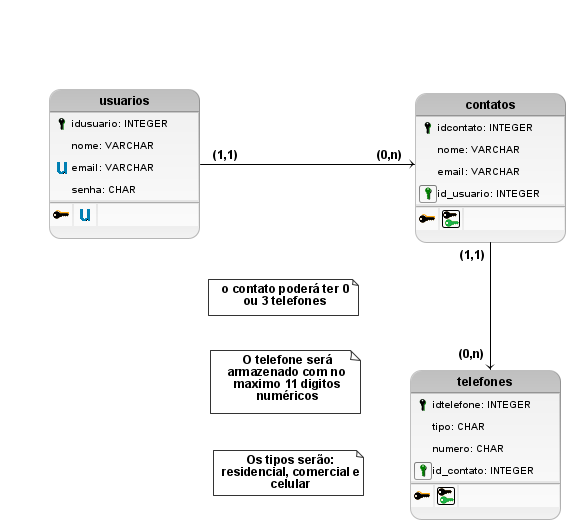 usuarios
idusuario: INTEGER
nome: VARCHAR
U email: VARCHAR
senha: CHAR
U
(1,1)
(0,n)
contatos
idcontato: INTEGER
nome: VARCHAR
email: VARCHAR
id_usuario: INTEGER
(1,1)
(0,n)
o contato poderá ter 0
ou 3 telefones
O telefone será
armazenado com no
maximo 11 digitos
numéricos
Os tipos serão:
residencial, comercial e
celular
telefones
idtelefone: INTEGER
tipo: CHAR
numero: CHAR
id_contato: INTEGER